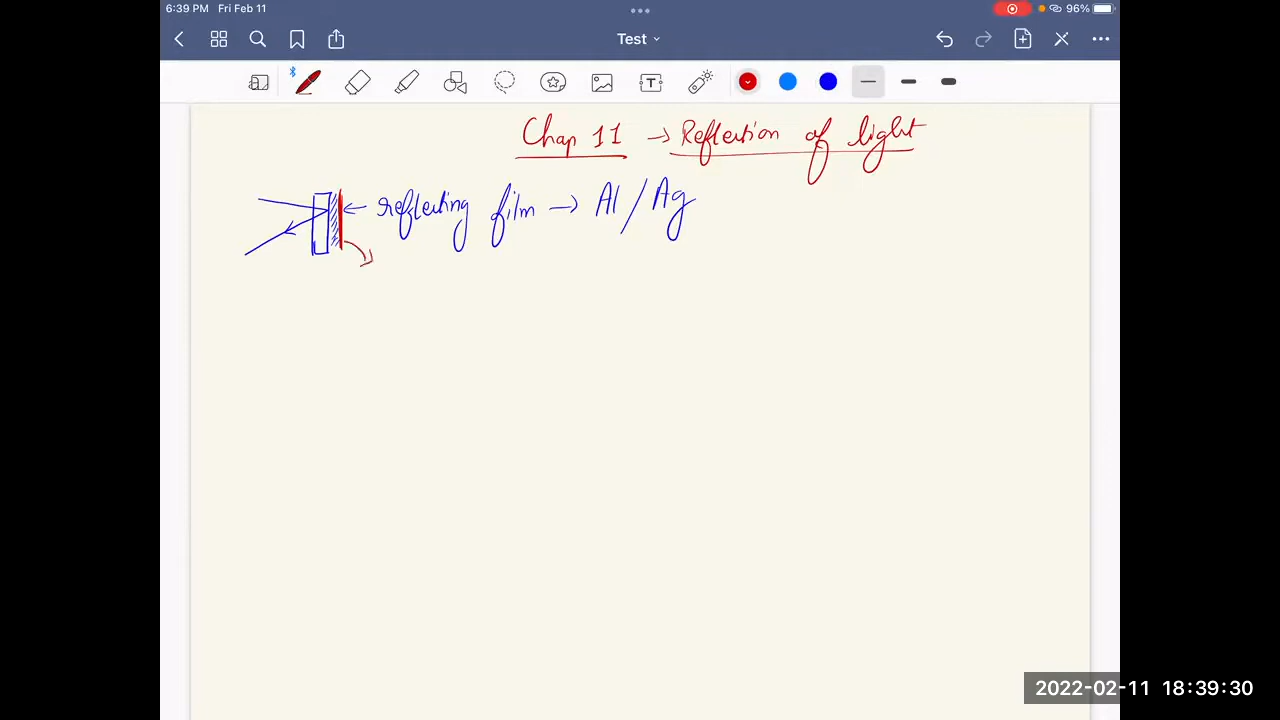 6:39 PM Fri Feb 11
96%
Test
Chap 11 → Reflection of light
← reflecting film → Al/Ag
2022-02-11 18:39:30